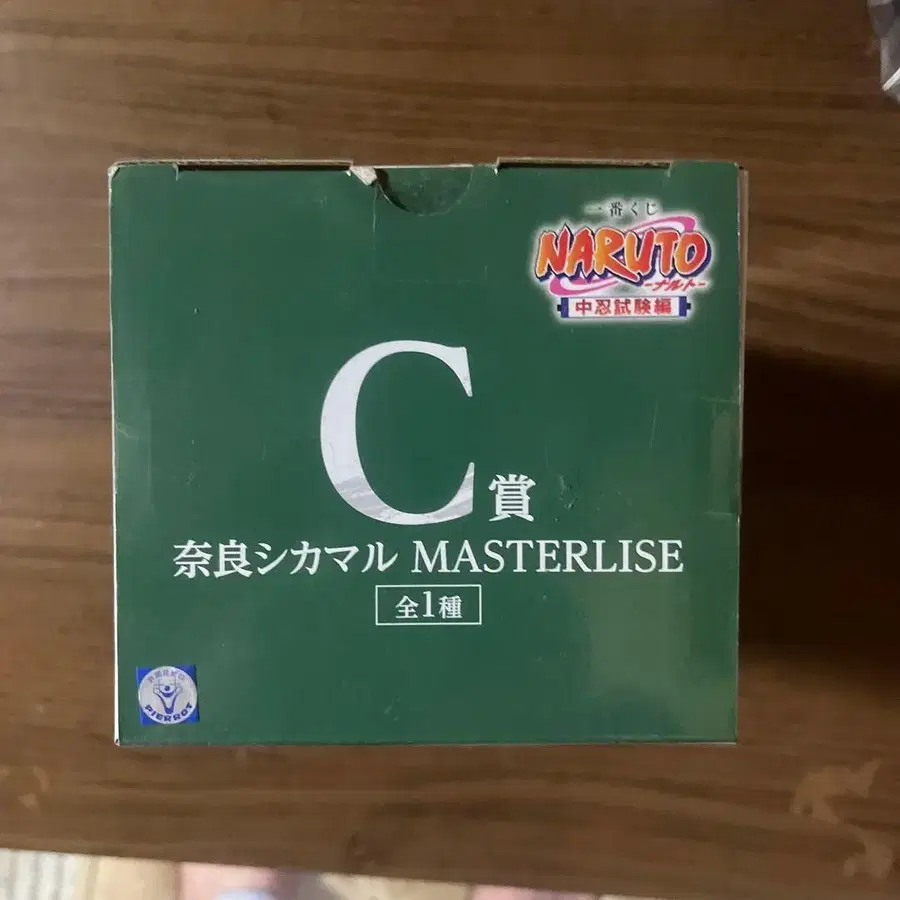 一番くじ
NARUTO
-ナルト-
中忍試験編
C賞
奈良シカマル MASTERLISE
全1種
PIERROT